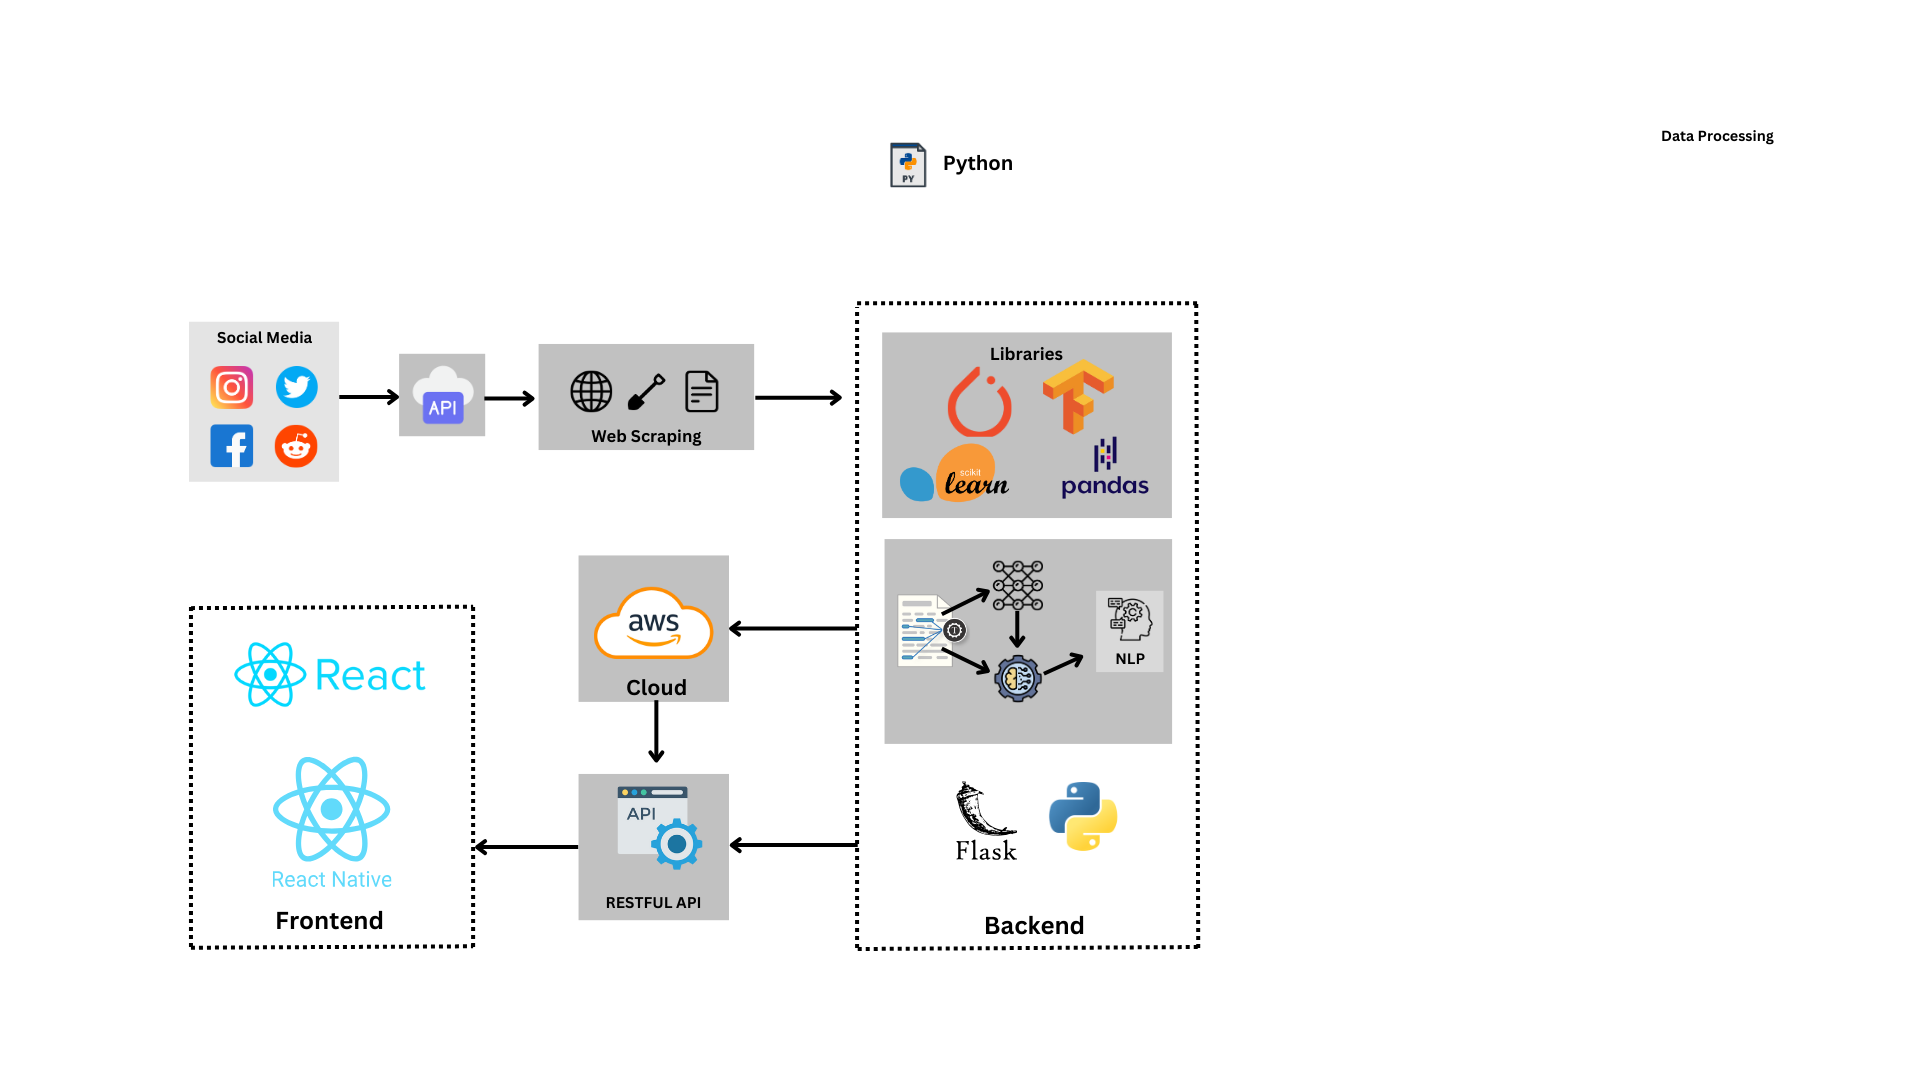 Data Processing
PY
Python
Social Media
API
Web Scraping
Libraries
scikit
learn
pandas
aws
Cloud
NLP
React
React Native
Frontend
API
RESTFUL API
Flask
Backend